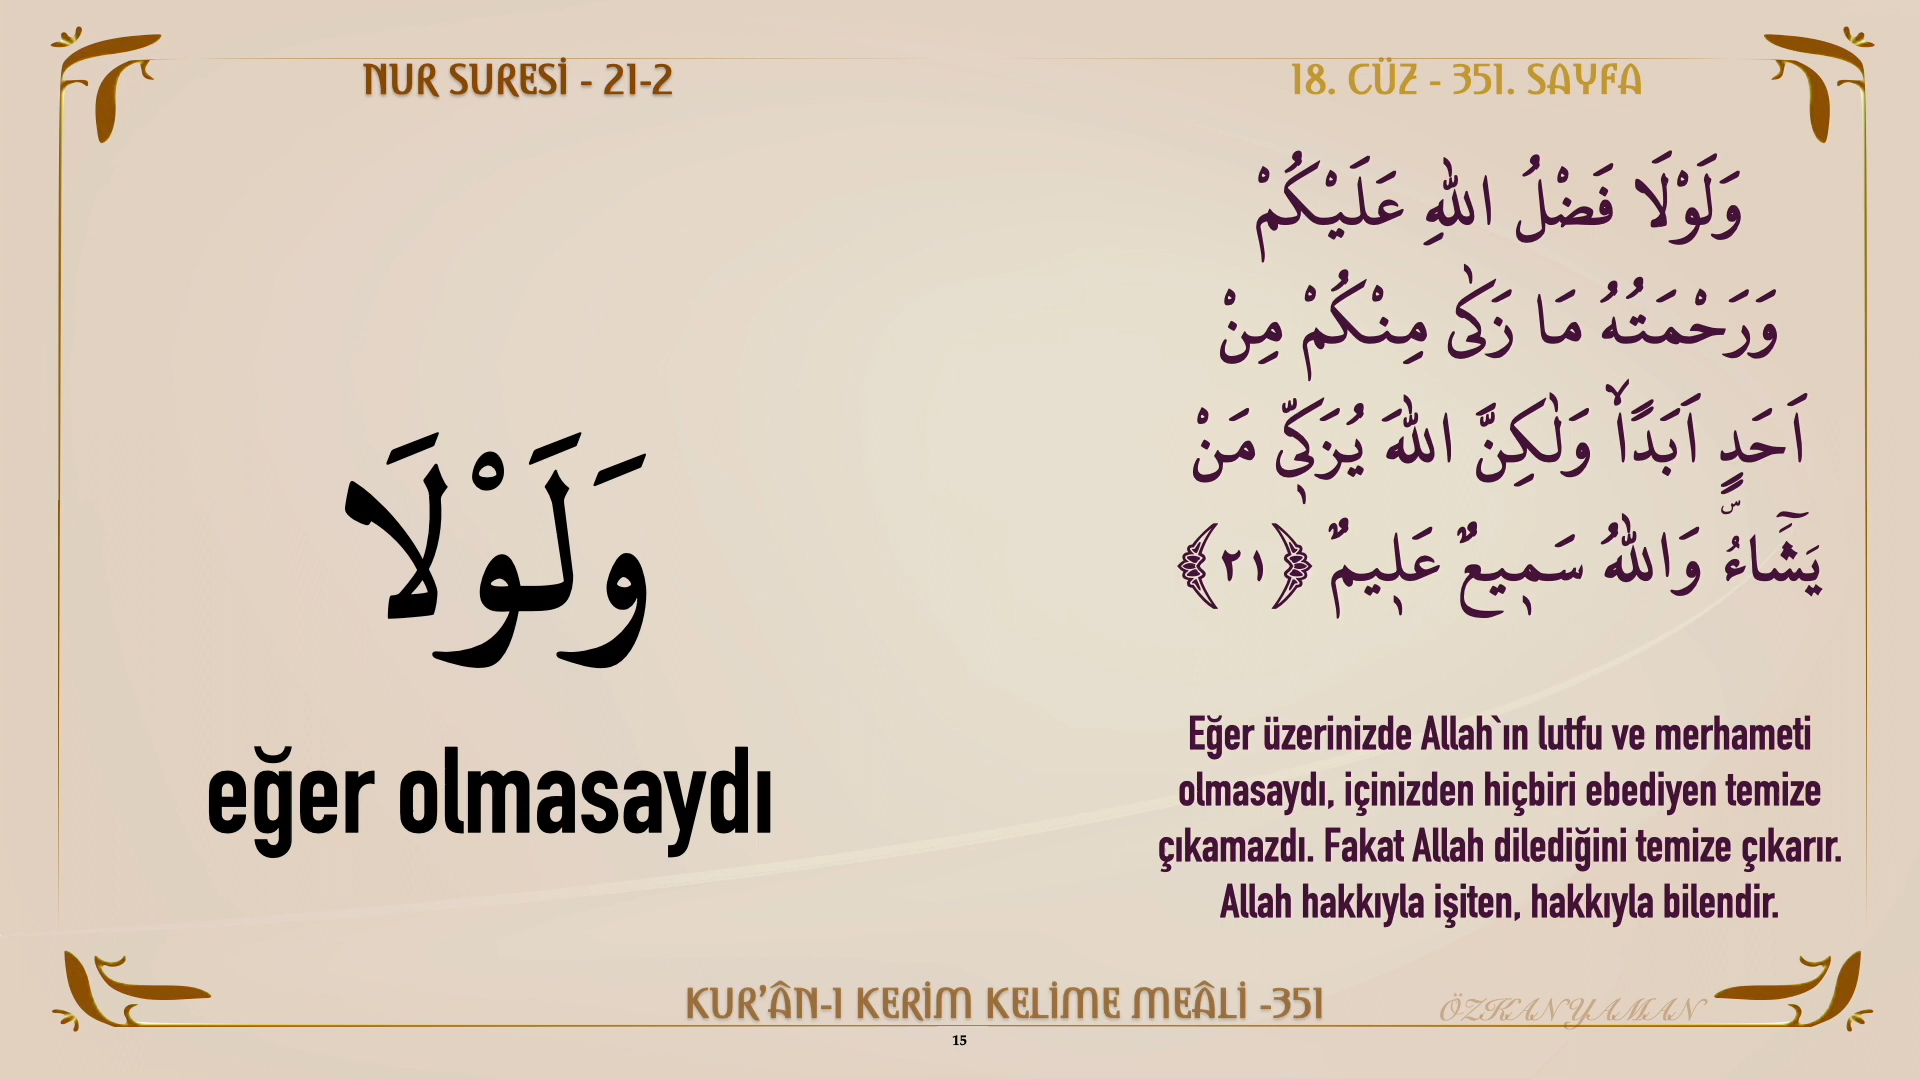 NUR SURESİ - 21-2
18. CÜZ - 351. SAYFA
وَلَوْلَا فَضْلُ اللّٰهِ عَلَيْكُمْ
وَرَحْمَتُهُ مَا زَكٰى مِنْكُمْ مِنْ
اَحَدٍ اَبَدًاۙ وَلٰكِنَّ اللّٰهَ يُزَكّ۪ى مَنْ
يَشَٓاءُۜ وَاللّٰهُ سَم۪يعٌ عَل۪يمٌ ﴿٢١﴾
وَلَوْلَا
eğer olmasaydı
Eğer üzerinizde Allah`ın lutfu ve merhameti
olmasaydı, içinizden hiçbiri ebediyen temize
çıkamazdı. Fakat Allah dilediğini temize çıkarır.
Allah hakkıyla işiten, hakkıyla bilendir.
KUR’ÂN-I KERİM KELİME MEÂLİ -351
ÖZKAN YAMAN
15